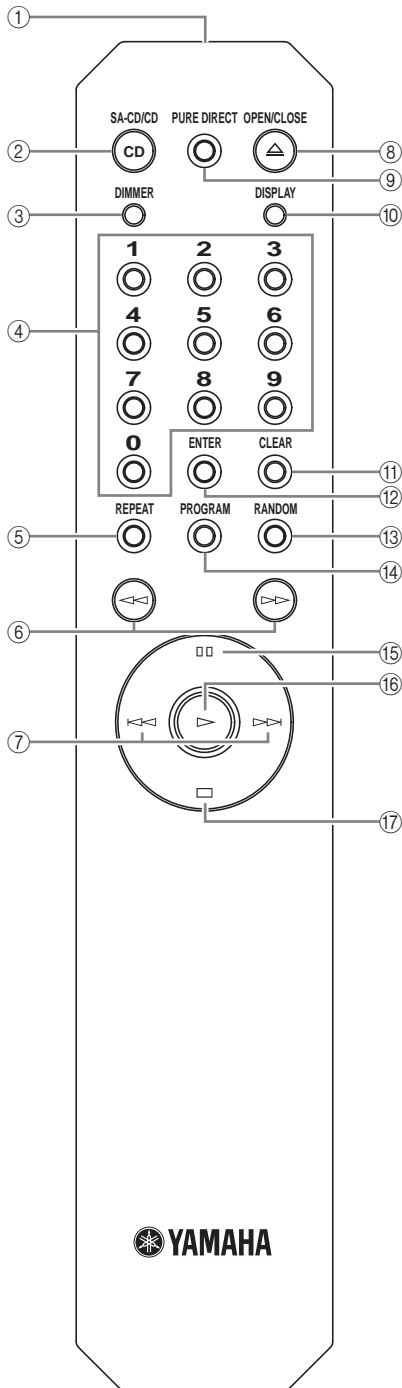 ①
SA-CD/CD PURE DIRECT OPEN/CLOSE
② CD ⑧
⑨
DIMMER DISPLAY
③ ⑩
1 2 3
④
4 5 6
7 8 9
0 ENTER CLEAR
⑪
⑫
REPEAT PROGRAM RANDOM
⑤ ⑬
⑭
⑥
⑮
⑯
⑦
⑰
YAMAHA